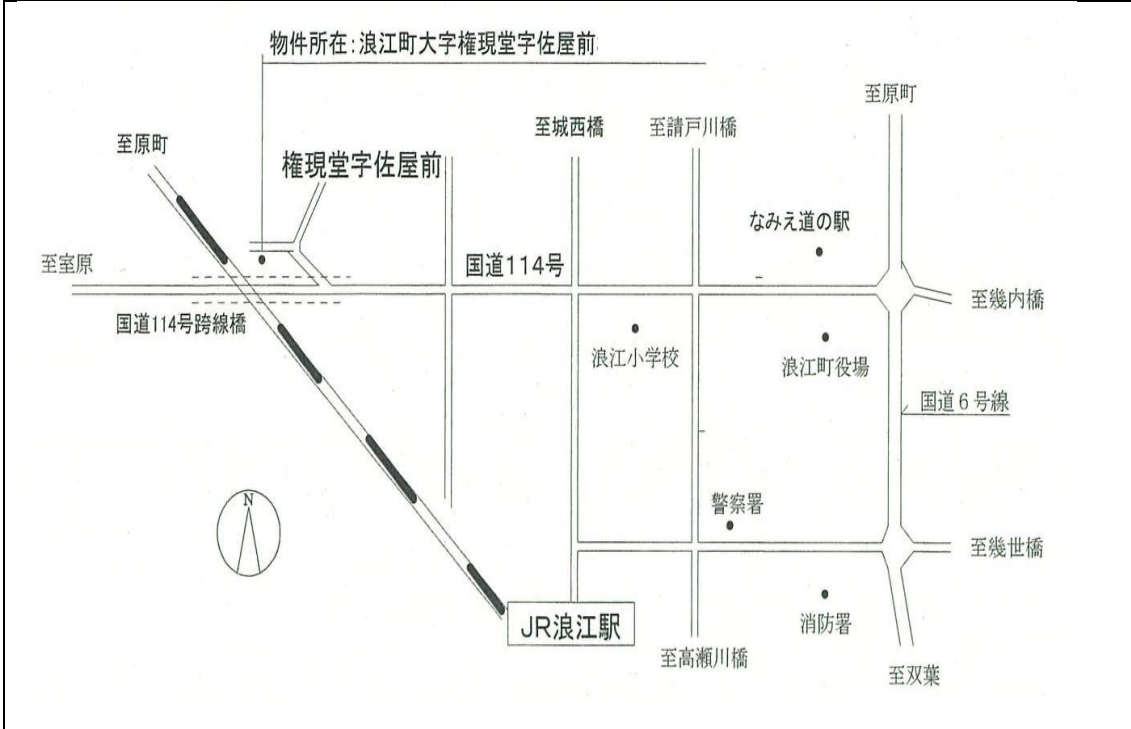 物件所在:浪江町大字権現堂字佐屋前
至原町
至原町
至城西橋
至請戸川橋
権現堂字佐屋前
なみえ道の駅
至室原
国道114号
至幾内橋
国道114号跨線橋
浪江小学校
浪江町役場
国道6号線
警察署
N
至幾世橋
JR浪江駅
消防署
至高瀬川橋
至双葉